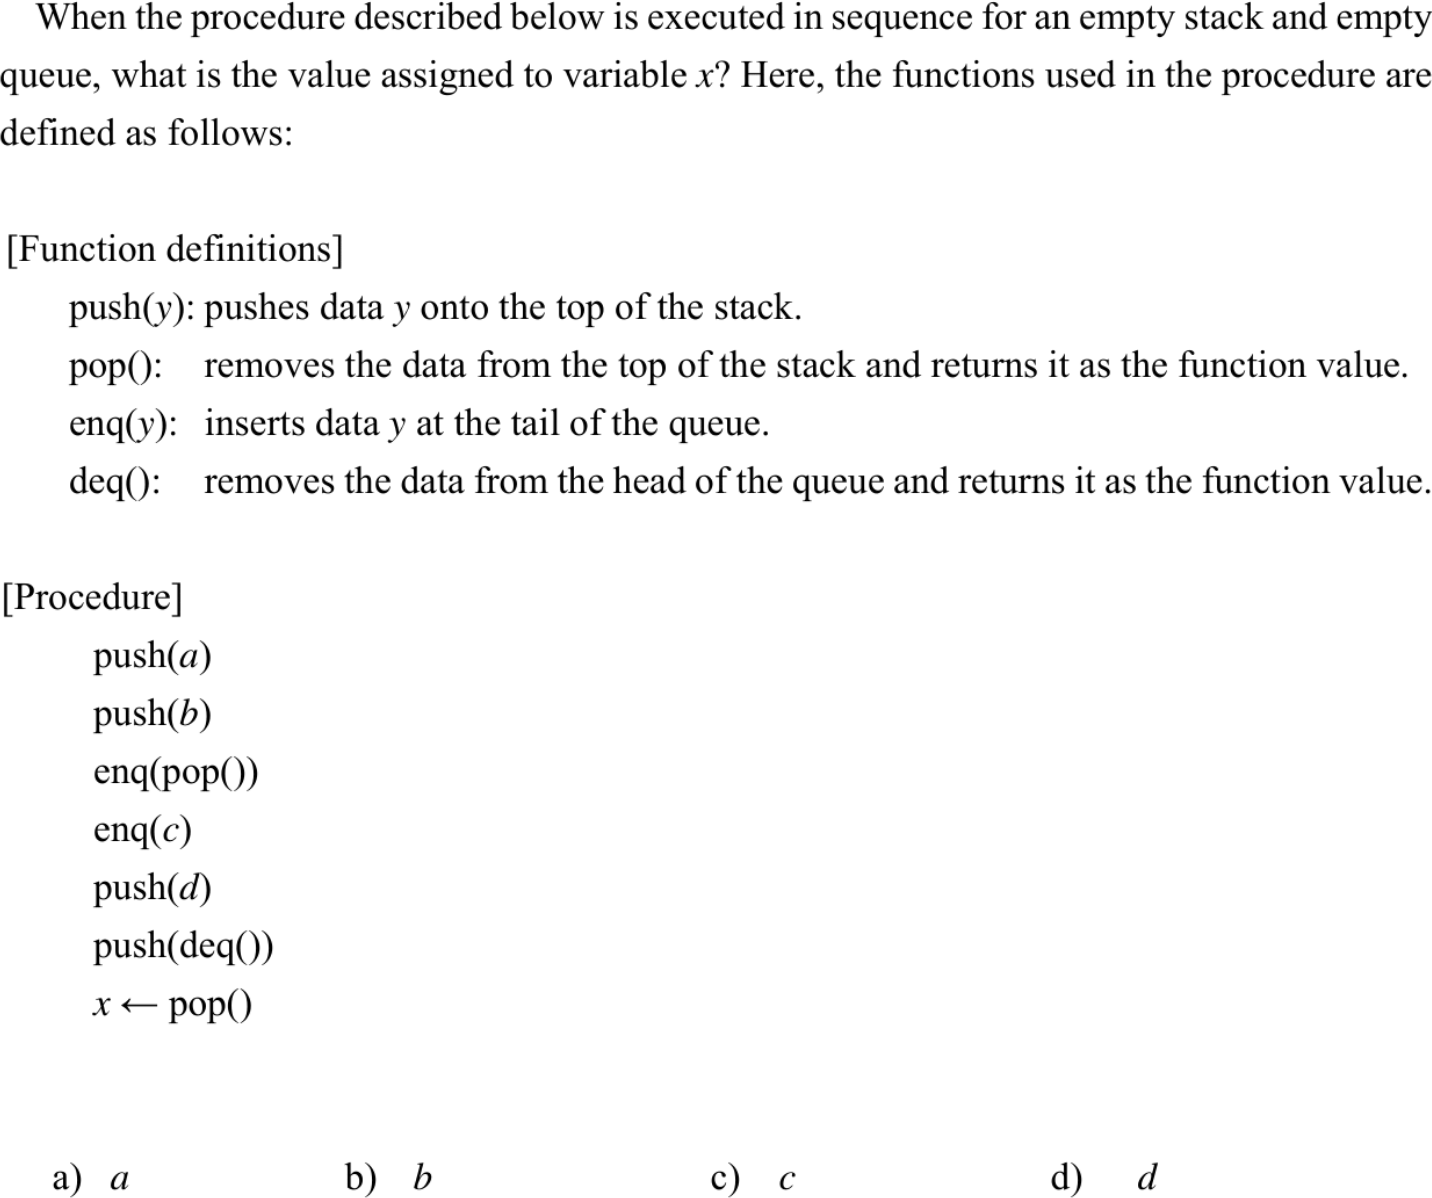 When the procedure described below is executed in sequence for an empty stack and empty
queue, what is the value assigned to variable x? Here, the functions used in the procedure are
defined as follows:
[Function definitions]
push(y): pushes data y onto the top of the stack.
pop(): removes the data from the top of the stack and returns it as the function value.
enq(y): inserts data y at the tail of the queue.
deq(): removes the data from the head of the queue and returns it as the function value.
[Procedure]
push(a)
push(b)
enq(pop())
enq(c)
push(d)
push(deq())
x ← pop()
a) a b) b c) c d) d